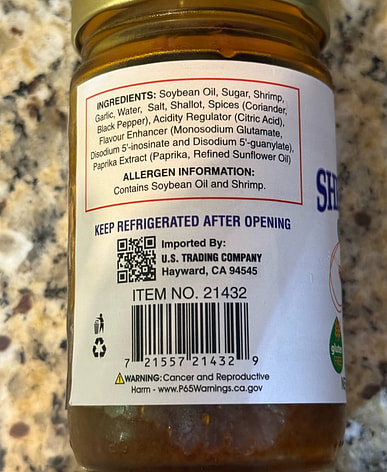 INGREDIENTS: Soybean Oil, Sugar, Shrimp,
Garlic, Water, Salt, Shallot, Spices (Coriander,
Black Pepper), Acidity Regulator (Citric Acid),
Flavour Enhancer (Monosodium Glutamate,
Disodium 5'-inosinate and Disodium 5'-guanylate),
Paprika Extract (Paprika, Refined Sunflower Oil)
ALLERGEN INFORMATION:
Contains Soybean Oil and Shrimp.
KEEP REFRIGERATED AFTER OPENING
Imported By:
U.S. TRADING COMPANY
Hayward, CA 94545
ITEM NO. 21432
7 21557 21432 9
WARNING: Cancer and Reproductive
Harm - www.P65Warnings.ca.gov
SH